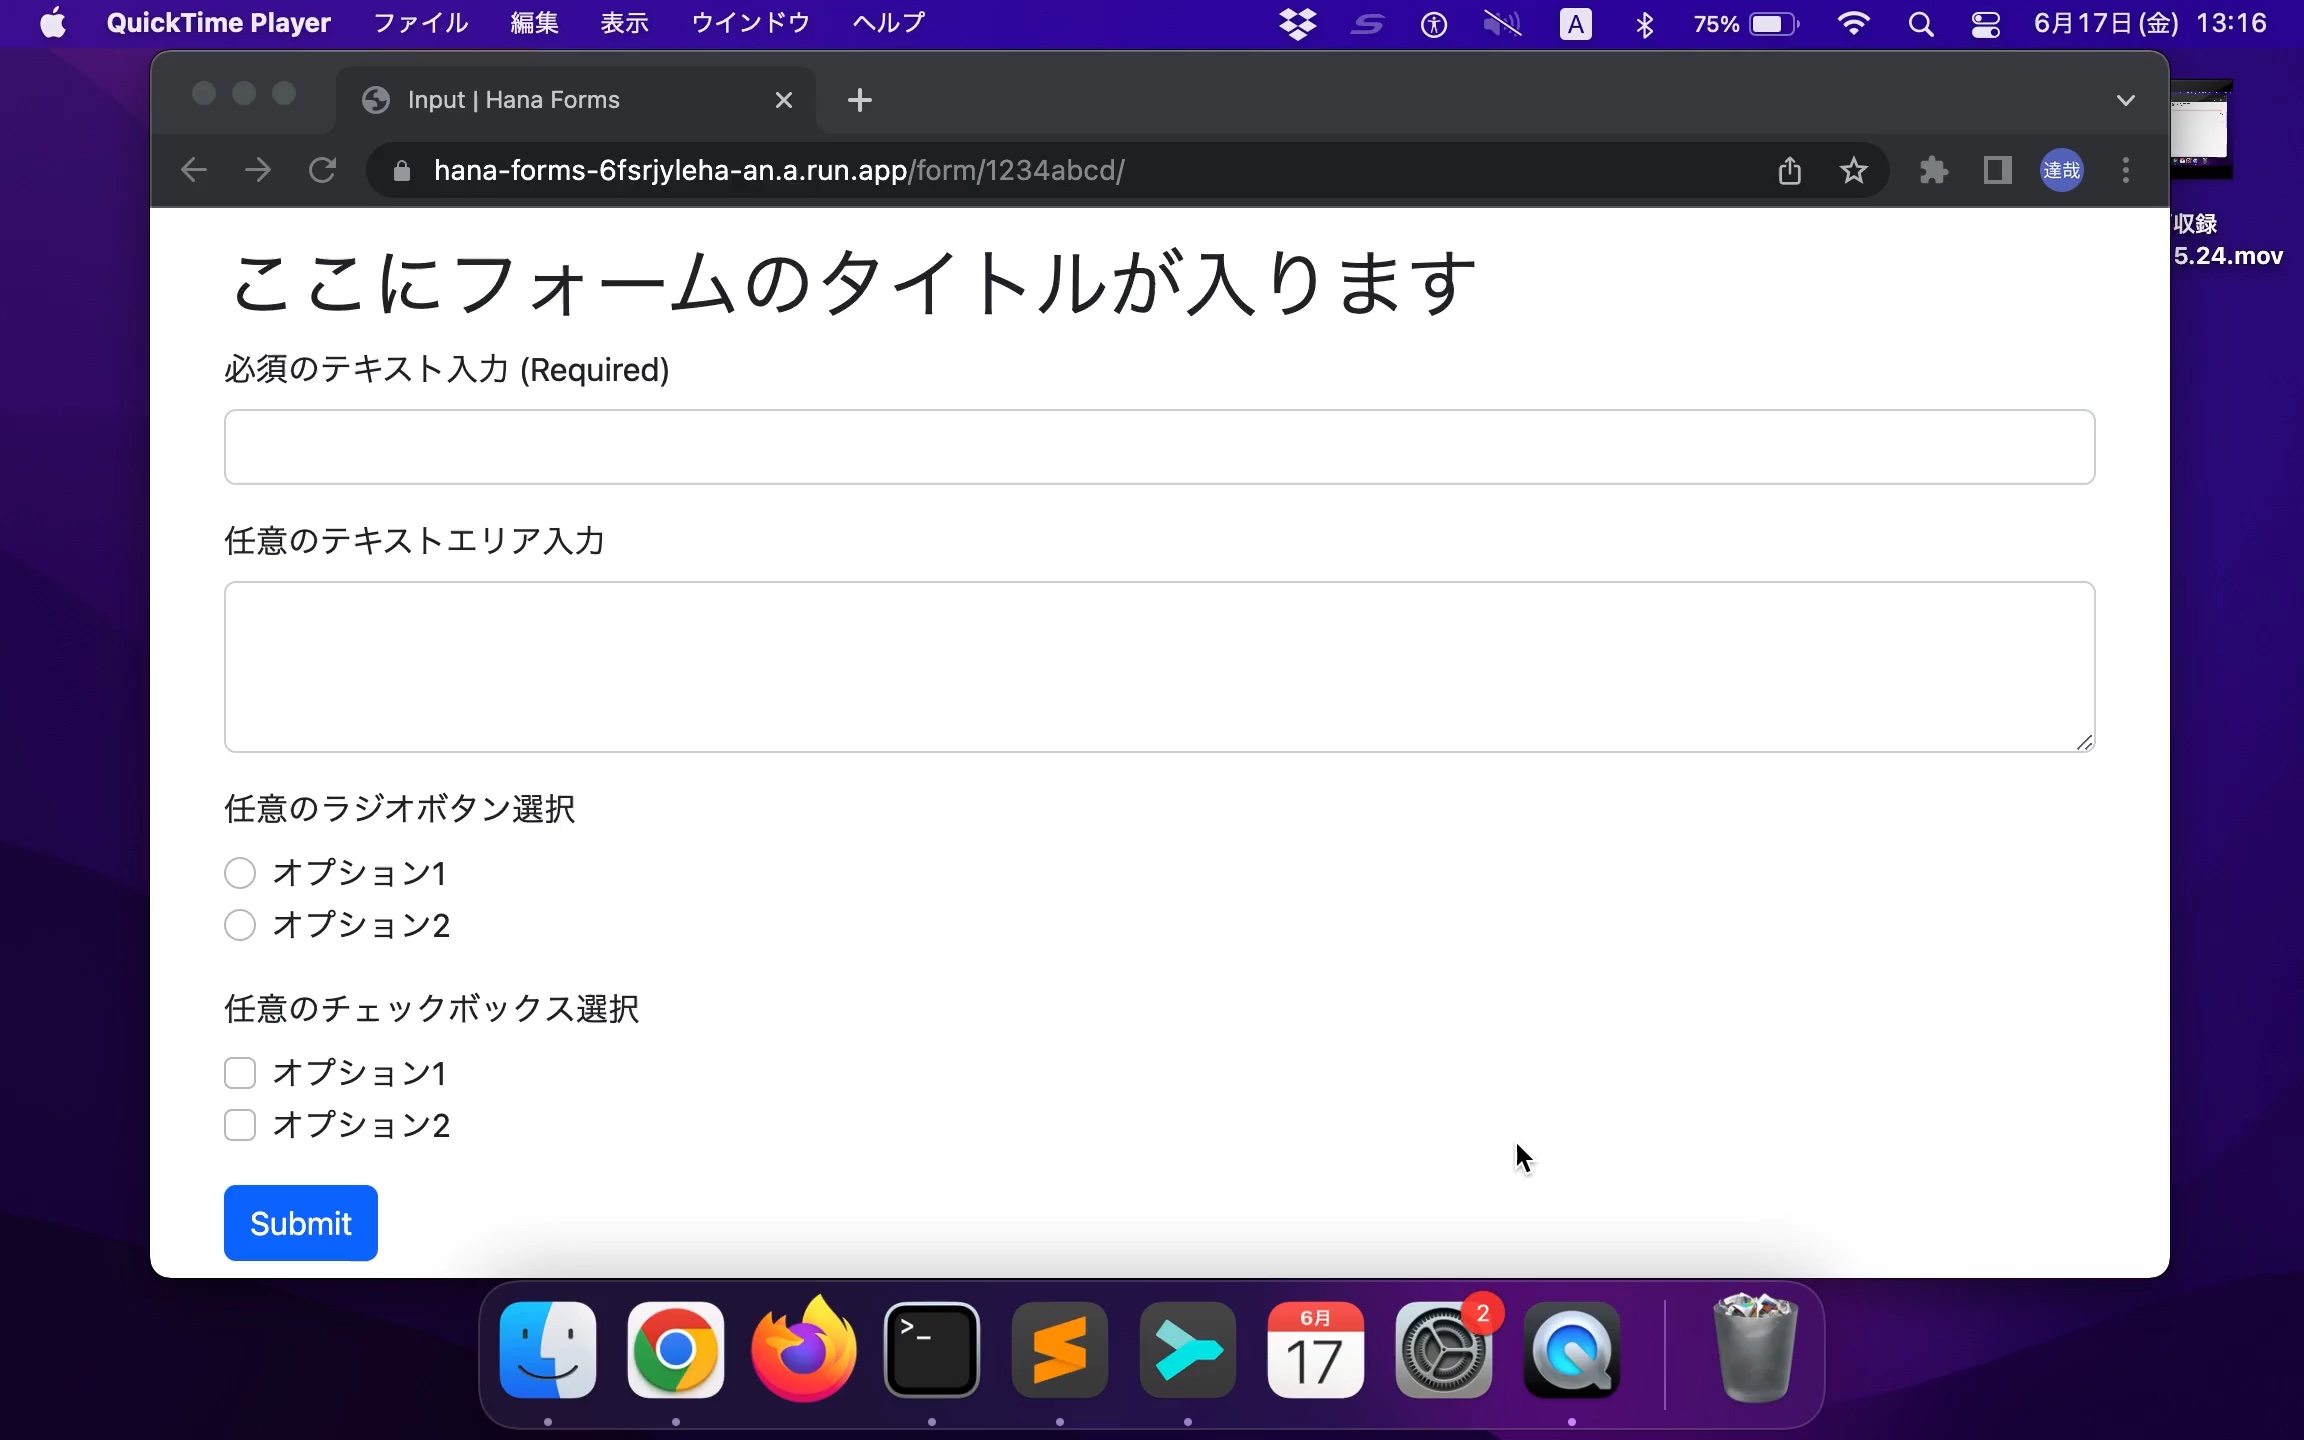 QuickTime Player ファイル 編集 表示 ウインドウ ヘルプ A 75% 6月17日(金) 13:16
Input | Hana Forms
hana-forms-6fsrjyleha-an.a.run.app/form/1234abcd/ 達哉
収録
5.24.mov
ここにフォームのタイトルが入ります
必須のテキスト入力 (Required)
任意のテキストエリア入力
任意のラジオボタン選択
オプション1
オプション2
任意のチェックボックス選択
オプション1
オプション2
Submit
>_
6月
17
2